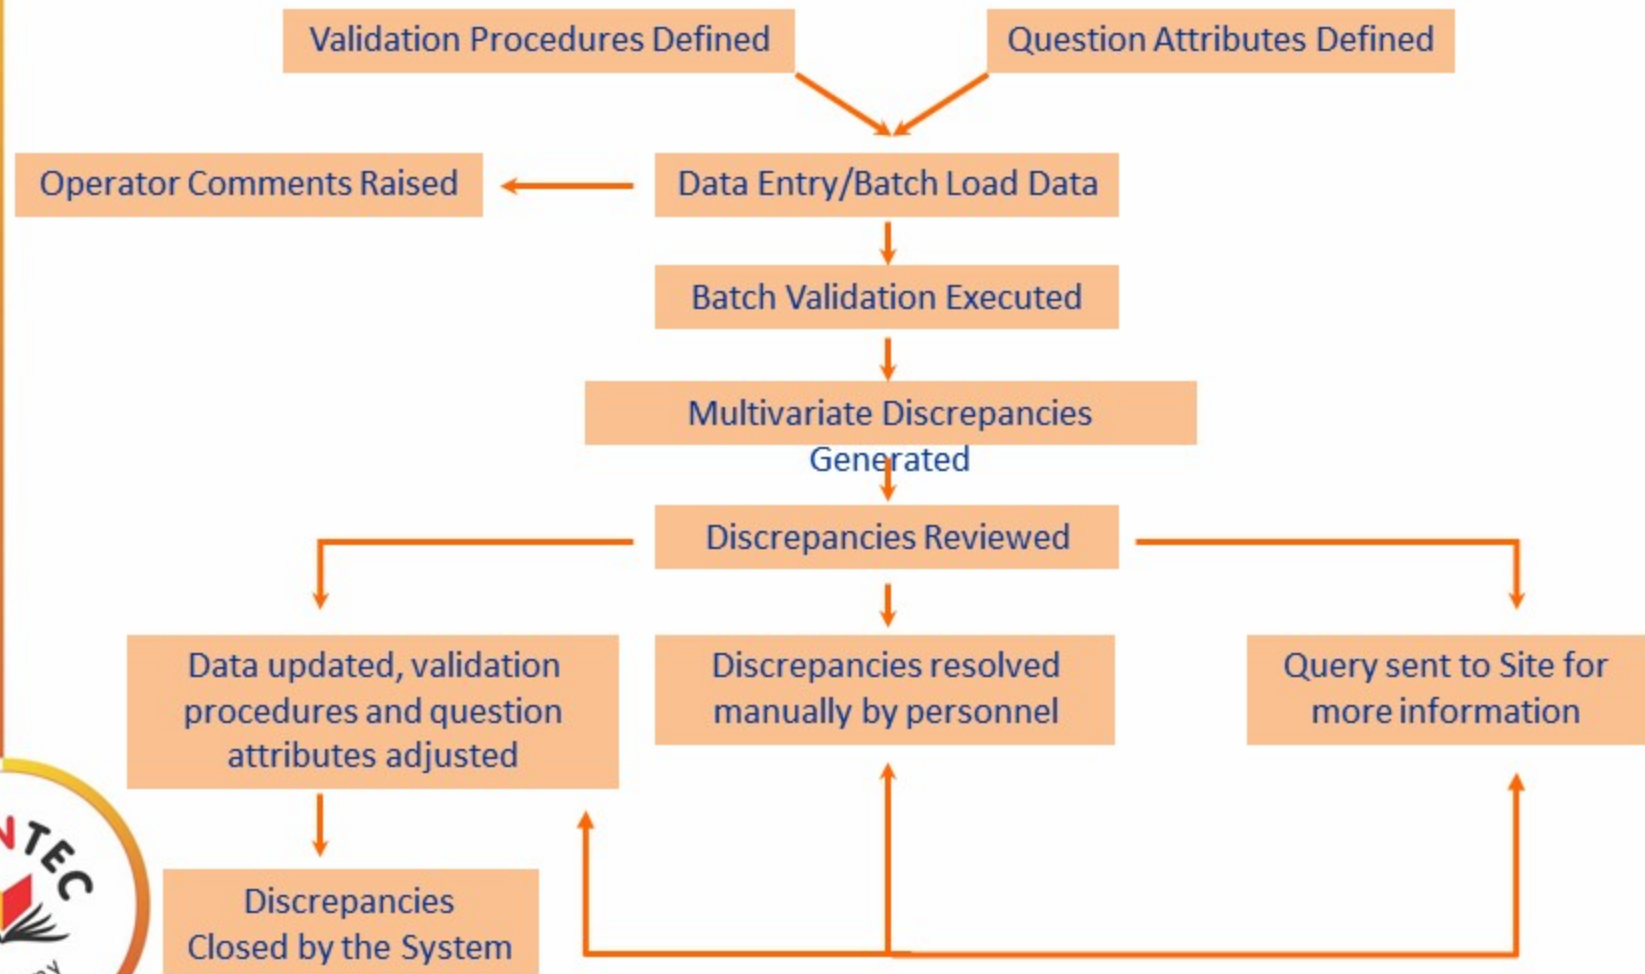 Validation Procedures Defined
Question Attributes Defined
Operator Comments Raised
Data Entry/Batch Load Data
Batch Validation Executed
Multivariate Discrepancies
Generated
Discrepancies Reviewed
Data updated, validation
procedures and question
attributes adjusted
Discrepancies resolved
manually by personnel
Query sent to Site for
more information
Discrepancies
Closed by the System
NTEC